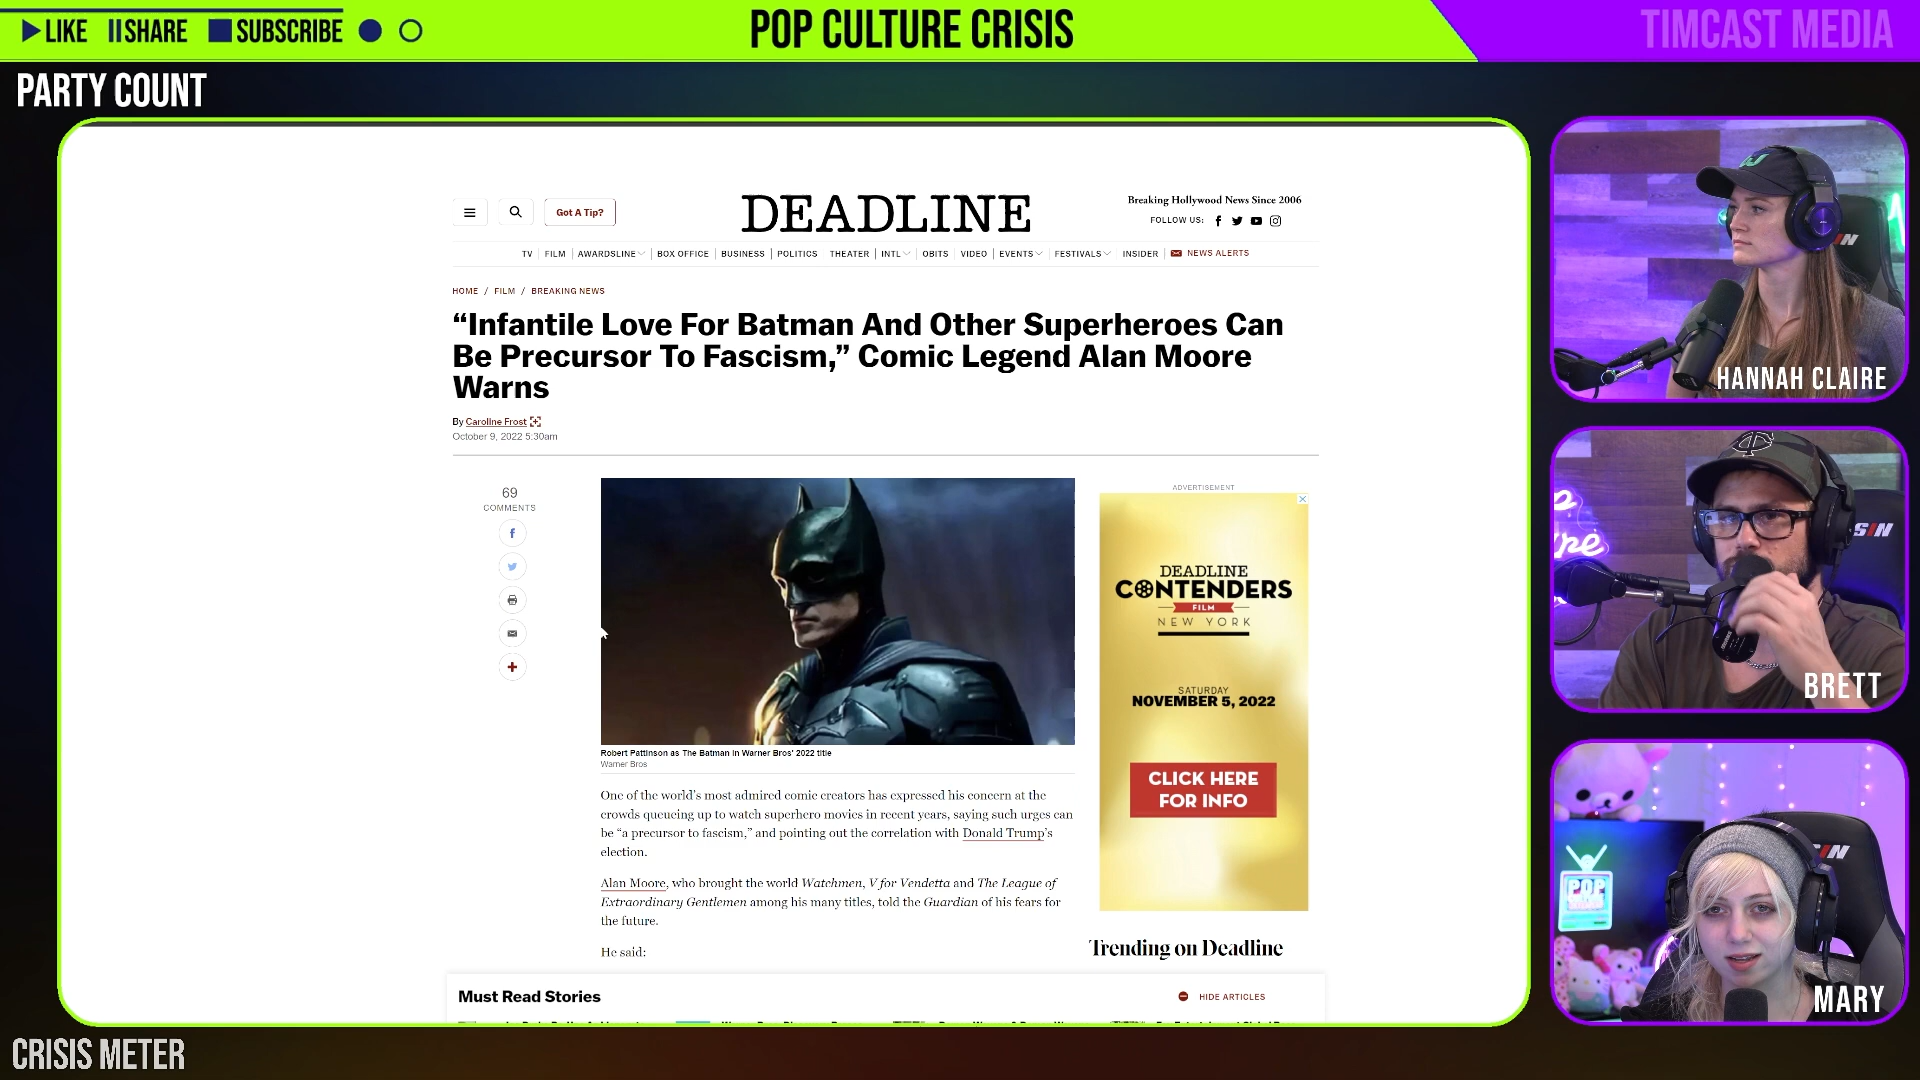 LIKE SHARE SUBSCRIBE
POP CULTURE CRISIS
TIMCAST MEDIA
PARTY COUNT
Got A Tip?
DEADLINE
Breaking Hollywood News Since 2006
FOLLOW US:
TV FILM AWARDSLINE BOX OFFICE BUSINESS POLITICS THEATER INTL OBITS VIDEO EVENTS FESTIVALS INSIDER NEWS ALERTS
HOME / FILM / BREAKING NEWS
“Infantile Love For Batman And Other Superheroes Can
Be Precursor To Fascism,” Comic Legend Alan Moore
Warns
By Caroline Frost
October 9, 2022 5:30am
69
COMMENTS
Robert Pattinson as The Batman in Warner Bros' 2022 title
Warner Bros
One of the world’s most admired comic creators has expressed his concern at the
crowds queueing up to watch superhero movies in recent years, saying such urges can
be “a precursor to fascism,” and pointing out the correlation with Donald Trump’s
election.
Alan Moore, who brought the world Watchmen, V for Vendetta and The League of
Extraordinary Gentlemen among his many titles, told the Guardian of his fears for
the future.
He said:
ADVERTISEMENT
DEADLINE
CONTENDERS
FILM
NEW YORK
SATURDAY
NOVEMBER 5, 2022
CLICK HERE
FOR INFO
Trending on Deadline
Must Read Stories
HIDE ARTICLES
HANNAH CLAIRE
BRETT
POP
MARY
CRISIS METER